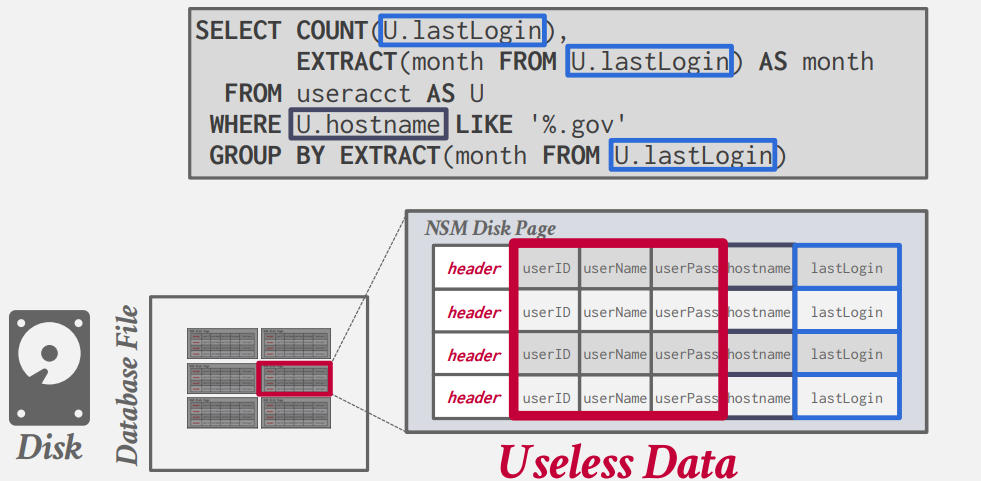 SELECT COUNT(U.lastLogin),
EXTRACT(month FROM U.lastLogin) AS month
FROM useracct AS U
WHERE U.hostname LIKE '%.gov'
GROUP BY EXTRACT(month FROM U.lastLogin)
NSM Disk Page
header userID userName userPass hostname lastLogin
header userID userName userPass hostname lastLogin
header userID userName userPass hostname lastLogin
header userID userName userPass hostname lastLogin
Database File
Disk
Useless Data